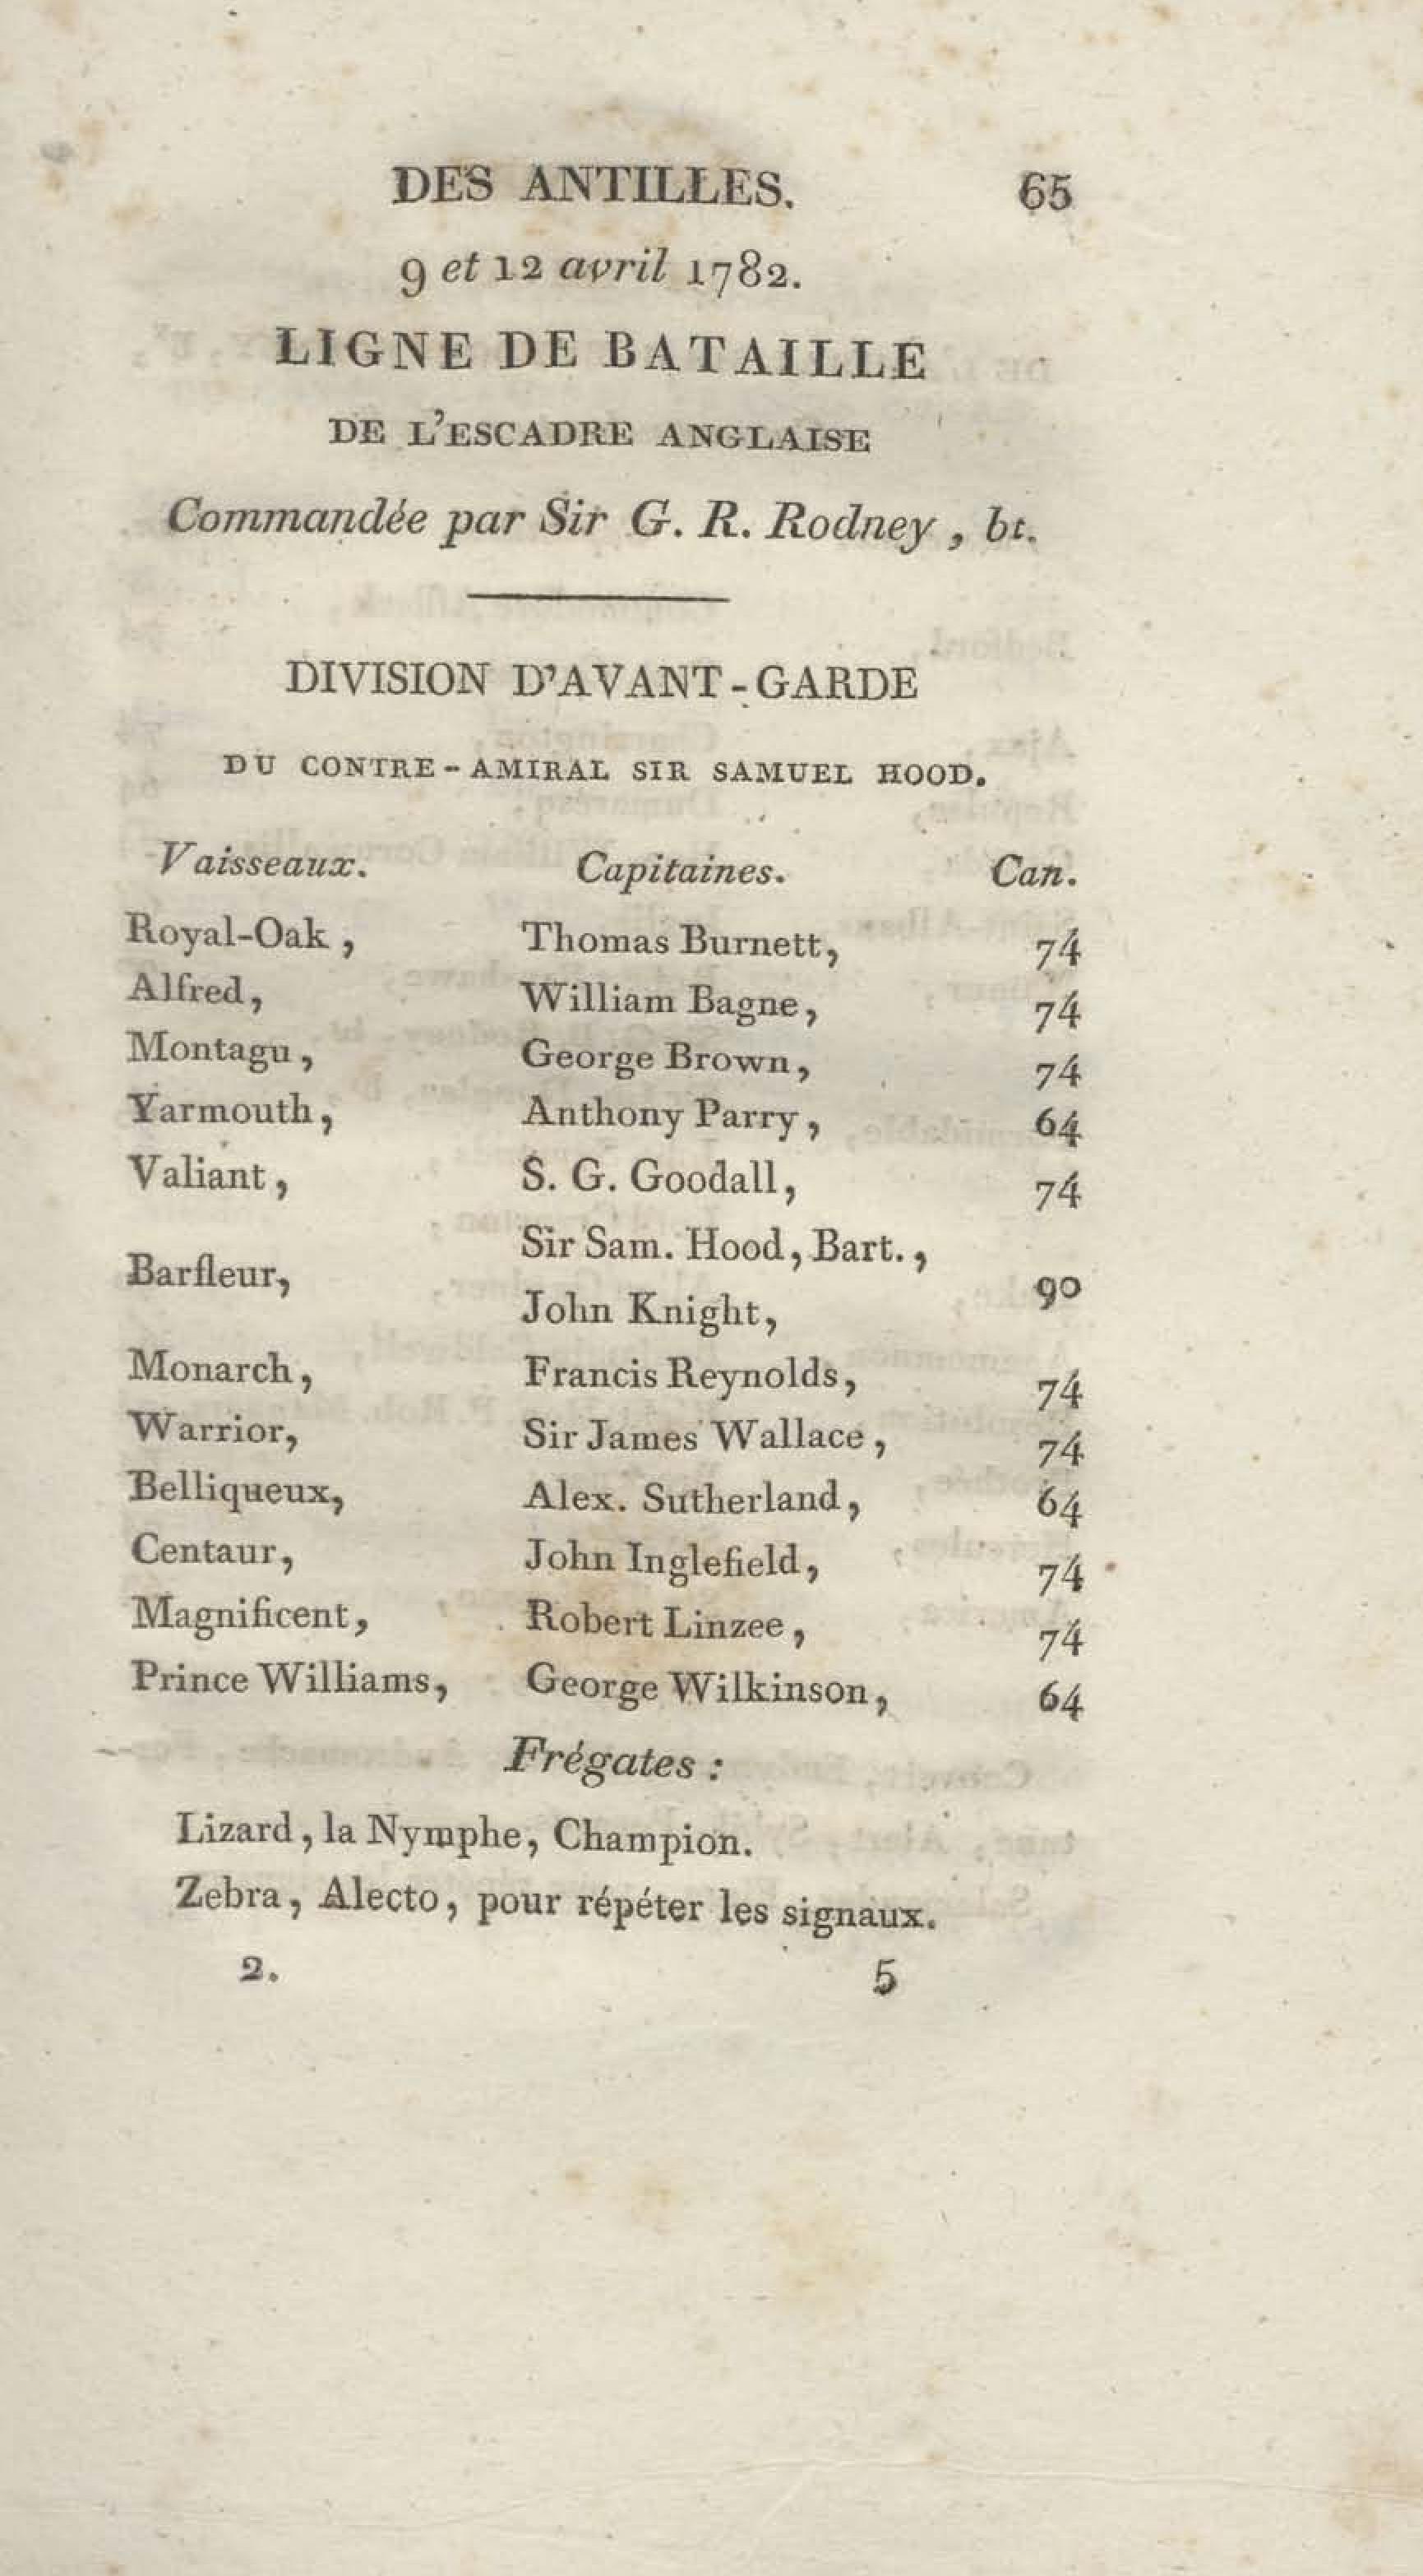 DES ANTILLES. 65
9 et 12 avril 1782.
LIGNE DE BATAILLE
DE L'ESCADRE ANGLAISE
Commandée par Sir G. R. Rodney, bt.
DIVISION D'AVANT-GARDE
DU CONTRE-AMIRAL SIR SAMUEL HOOD.
Vaisseaux. Capitaines. Can.
Royal-Oak, Thomas Burnett, 74
Alfred, William Bagne, 74
Montagu, George Brown, 74
Yarmouth, Anthony Parry, 64
Valiant, S. G. Goodall, 74
Sir Sam. Hood, Bart.,
Barfleur, 90
John Knight,
Monarch, Francis Reynolds, 74
Warrior, Sir James Wallace, 74
Belliqueux, Alex. Sutherland, 64
Centaur, John Inglefield, 74
Magnificent, Robert Linzee, 74
Prince Williams, George Wilkinson, 64
Frégates :
Lizard, la Nymphe, Champion.
Zebra, Alecto, pour répéter les signaux.
2. 5